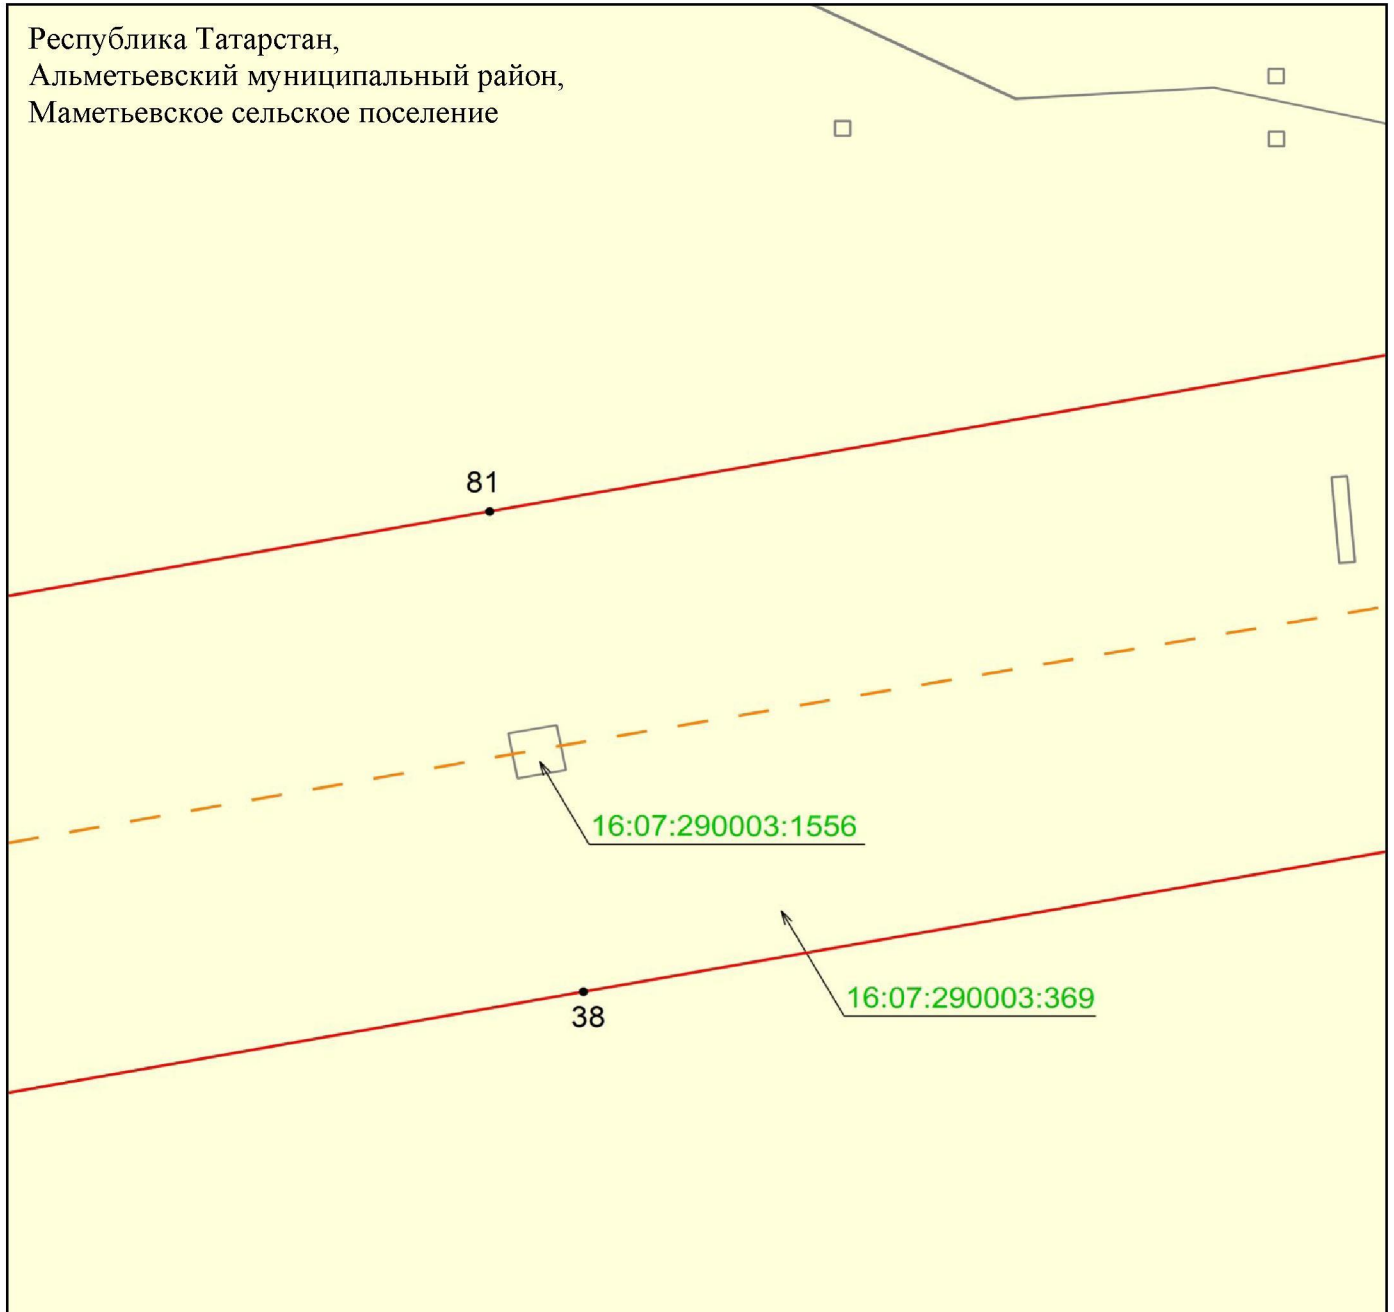 Республика Татарстан,
Альметьевский муниципальный район,
Маметьевское сельское поселение
81
16:07:290003:1556
16:07:290003:369
38